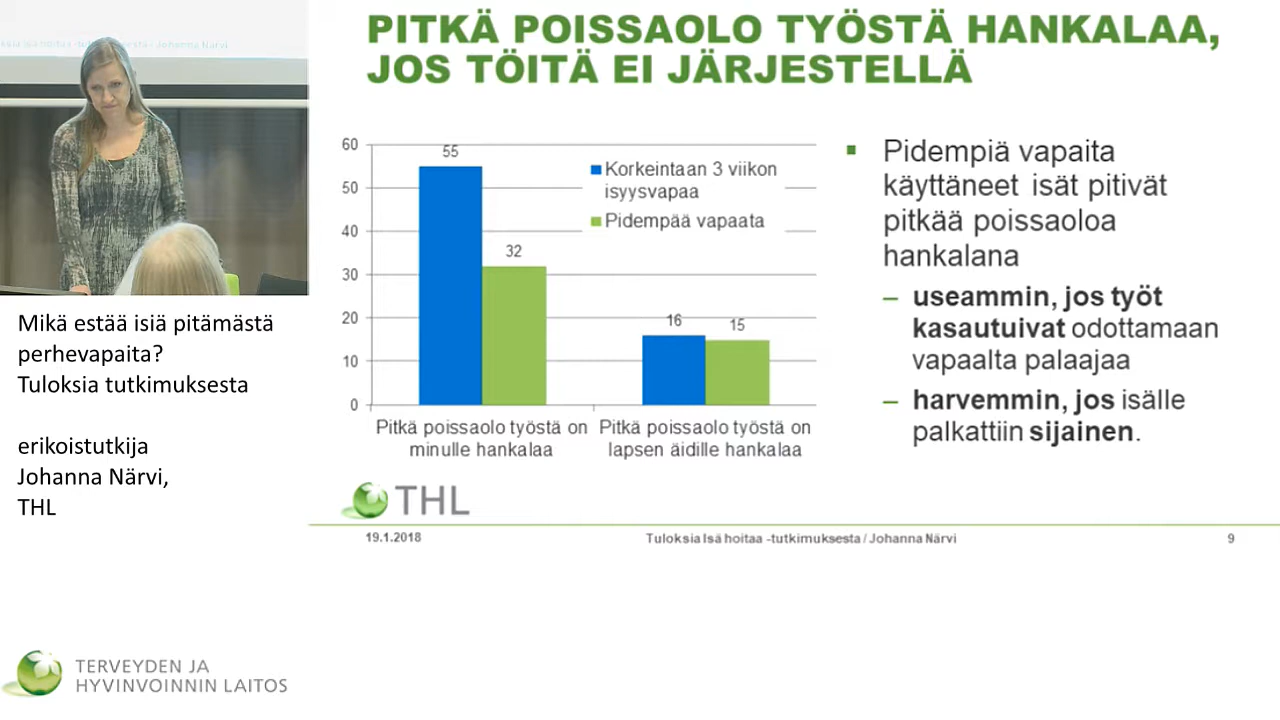 PITKÄ POISSAOLO TYÖSTÄ HANKALAA,
JOS TÖITÄ EI JÄRJESTELLÄ
60
50
40
30
20
10
0
55
32
16
15
Korkeintaan 3 viikon
isyysvapaa
Pidempää vapaata
Pitkä poissaolo työstä on
minulle hankalaa
Pitkä poissaolo työstä on
lapsen äidille hankalaa
▪ Pidempiä vapaita
käyttäneet isät pitivät
pitkää poissaoloa
hankalana
– useammin, jos työt
kasautuivat odottamaan
vapaalta palaajaa
– harvemmin, jos isälle
palkattiin sijainen.
THL
19.1.2018
Tuloksia Isä hoitaa -tutkimuksesta / Johanna Närvi
9
Mikä estää isiä pitämästä
perhevapaita?
Tuloksia tutkimuksesta
erikoistutkija
Johanna Närvi,
THL
TERVEYDEN JA
HYVINVOINNIN LAITOS